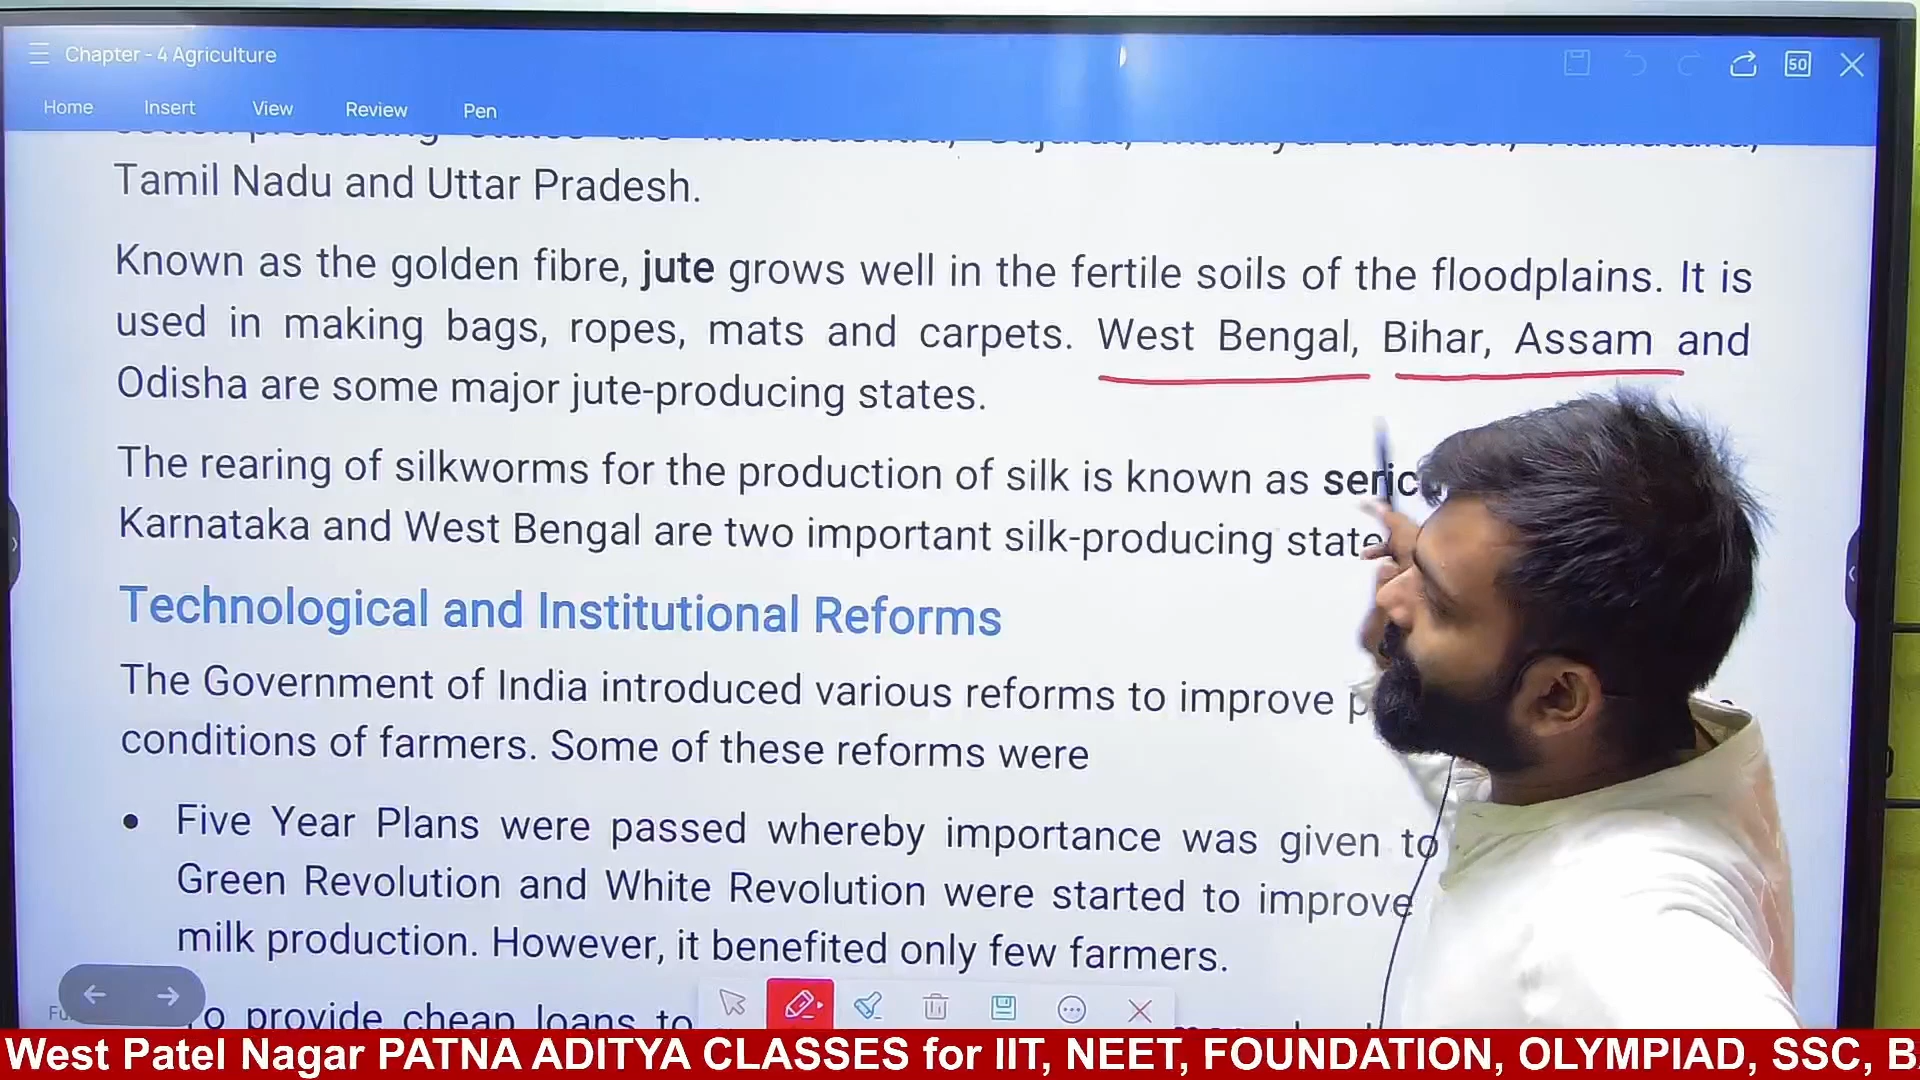 Chapter - 4 Agriculture
50
Home Insert View Review Pen
Tamil Nadu and Uttar Pradesh.
Known as the golden fibre, jute grows well in the fertile soils of the floodplains. It is
used in making bags, ropes, mats and carpets. West Bengal, Bihar, Assam and
Odisha are some major jute-producing states.
The rearing of silkworms for the production of silk is known as seric
Karnataka and West Bengal are two important silk-producing state
Technological and Institutional Reforms
The Government of India introduced various reforms to improve p
conditions of farmers. Some of these reforms were
• Five Year Plans were passed whereby importance was given to
Green Revolution and White Revolution were started to improve
milk production. However, it benefited only few farmers.
o provide cheap loans to
West Patel Nagar PATNA ADITYA CLASSES for IIT, NEET, FOUNDATION, OLYMPIAD, SSC, B